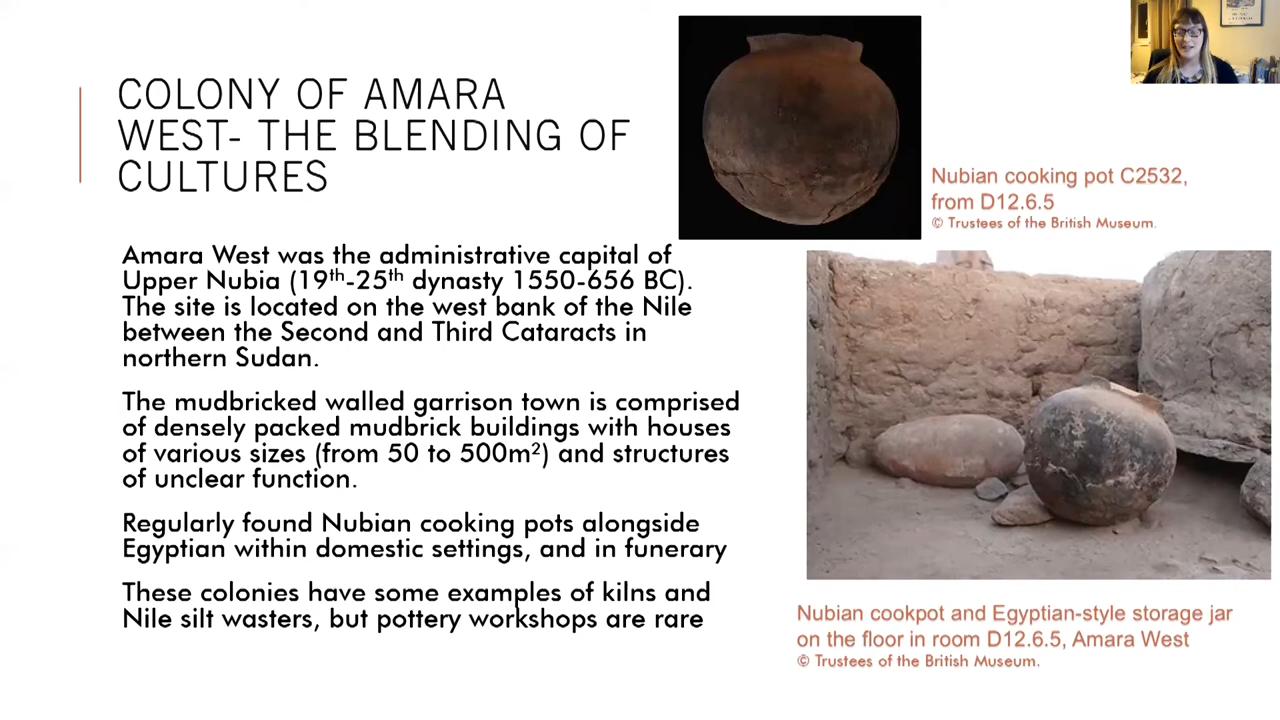 COLONY OF AMARA
WEST- THE BLENDING OF
CULTURES
Amara West was the administrative capital of
Upper Nubia (19th-25th dynasty 1550-656 BC).
The site is located on the west bank of the Nile
between the Second and Third Cataracts in
northern Sudan.
The mudbricked walled garrison town is comprised
of densely packed mudbrick buildings with houses
of various sizes (from 50 to 500m²) and structures
of unclear function.
Regularly found Nubian cooking pots alongside
Egyptian within domestic settings, and in funerary
These colonies have some examples of kilns and
Nile silt wasters, but pottery workshops are rare
Nubian cooking pot C2532,
from D12.6.5
© Trustees of the British Museum.
Nubian cookpot and Egyptian-style storage jar
on the floor in room D12.6.5, Amara West
© Trustees of the British Museum.